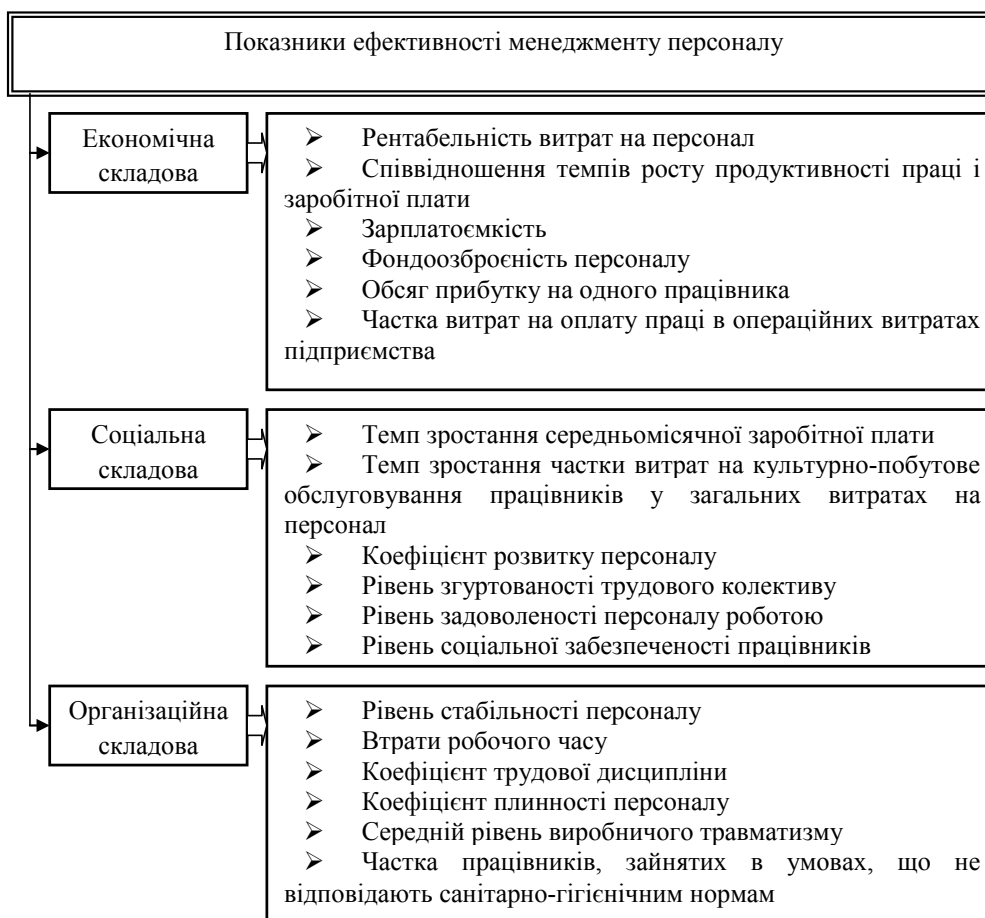 Показники ефективності менеджменту персоналу
Економічна
складова
➢ Рентабельність витрат на персонал
➢ Співвідношення темпів росту продуктивності праці і
заробітної плати
➢ Зарплатоємкість
➢ Фондоозброєність персоналу
➢ Обсяг прибутку на одного працівника
➢ Частка витрат на оплату праці в операційних витратах
підприємства
Соціальна
складова
➢ Темп зростання середньомісячної заробітної плати
➢ Темп зростання частки витрат на культурно-побутове
обслуговування працівників у загальних витратах на
персонал
➢ Коефіцієнт розвитку персоналу
➢ Рівень згуртованості трудового колективу
➢ Рівень задоволеності персоналу роботою
➢ Рівень соціальної забезпеченості працівників
Організаційна
складова
➢ Рівень стабільності персоналу
➢ Втрати робочого часу
➢ Коефіцієнт трудової дисципліни
➢ Коефіцієнт плинності персоналу
➢ Середній рівень виробничого травматизму
➢ Частка працівників, зайнятих в умовах, що не
відповідають санітарно-гігієнічним нормам